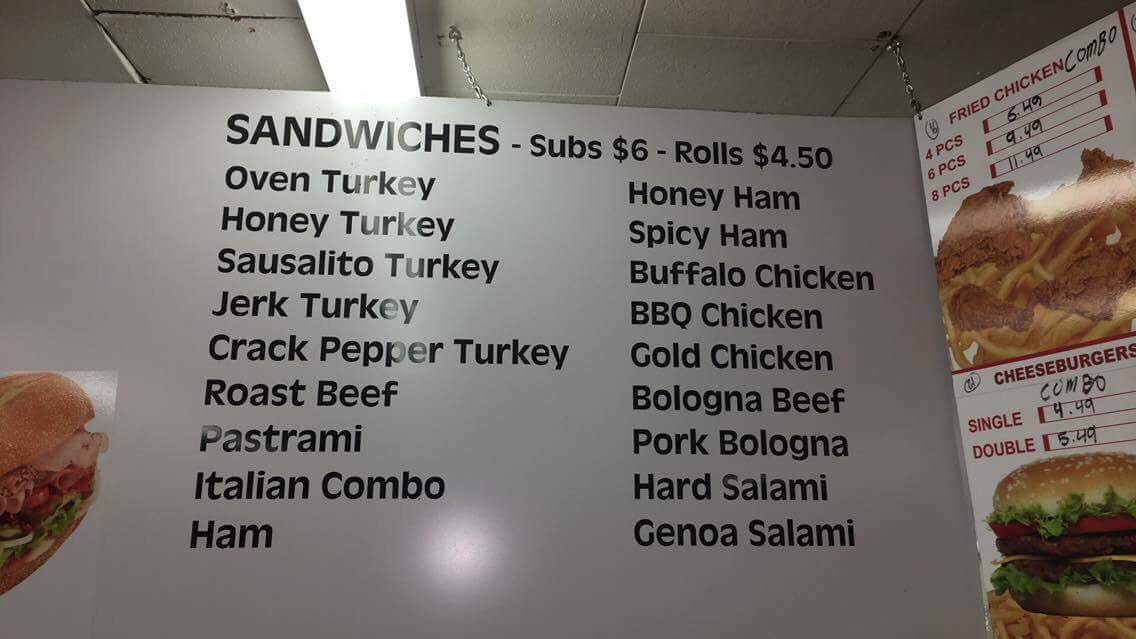 SANDWICHES - Subs $6 - Rolls $4.50
Oven Turkey
Honey Turkey
Sausalito Turkey
Jerk Turkey
Crack Pepper Turkey
Roast Beef
Pastrami
Italian Combo
Ham
Honey Ham
Spicy Ham
Buffalo Chicken
BBQ Chicken
Gold Chicken
Bologna Beef
Pork Bologna
Hard Salami
Genoa Salami
FRIED CHICKEN COMBO
4 PCS 6.49
6 PCS 9.49
8 PCS 11.49
CHEESEBURGERS
COMBO
SINGLE 4.49
DOUBLE 5.49